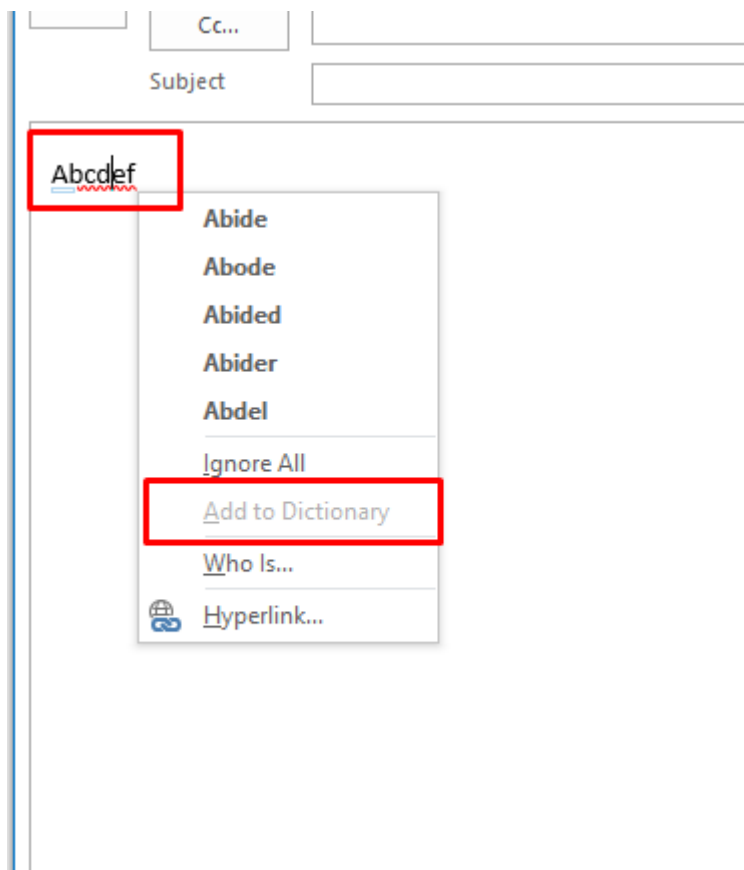 Cc...
Subject
Abcdef
Abide
Abode
Abided
Abider
Abdel
Ignore All
Add to Dictionary
Who Is...
Hyperlink...